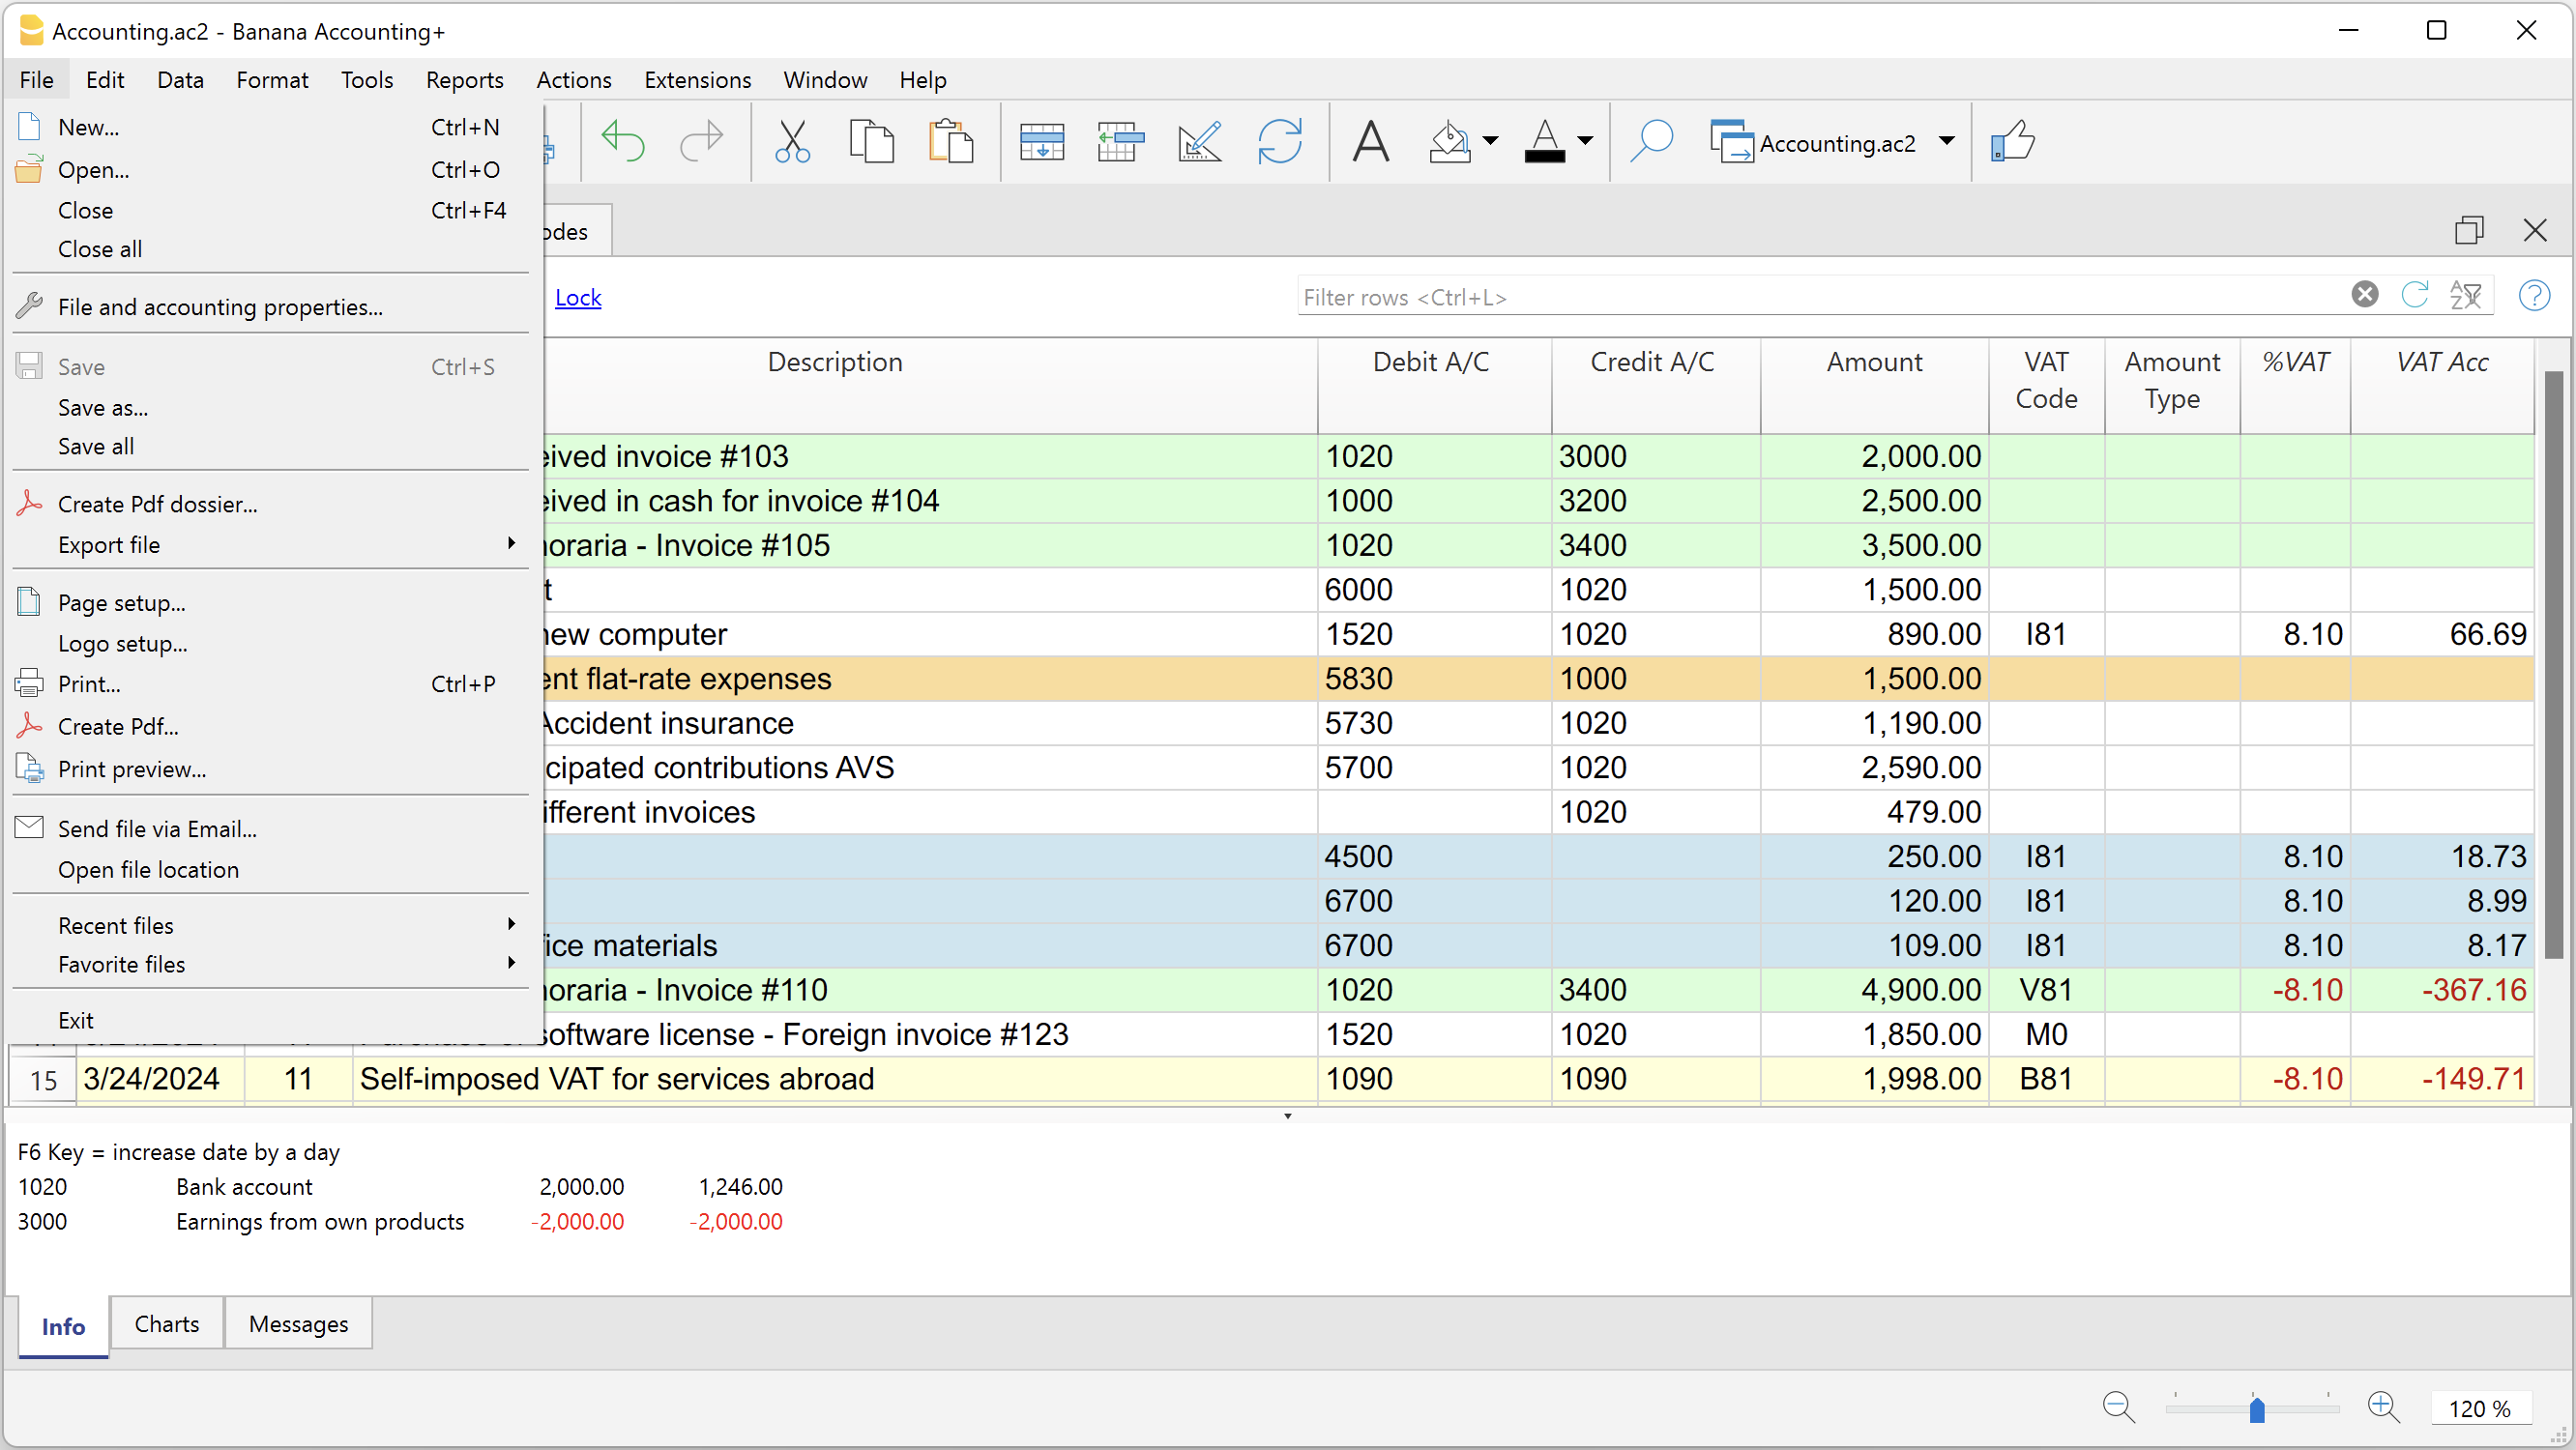 Accounting.ac2 - Banana Accounting+
File Edit Data Format Tools Reports Actions Extensions Window Help
New... Ctrl+N
Open... Ctrl+O
Close Ctrl+F4
Close all
File and accounting properties...
Save Ctrl+S
Save as...
Save all
Create Pdf dossier...
Export file
Page setup...
Logo setup...
Print... Ctrl+P
Create Pdf...
Print preview...
Send file via Email...
Open file location
Recent files
Favorite files
Exit
Accounting.ac2
odes
Lock Filter rows <Ctrl+L>
Description Debit A/C Credit A/C Amount VAT Code Amount Type %VAT VAT Acc
eived invoice #103 1020 3000 2,000.00
eived in cash for invoice #104 1000 3200 2,500.00
noraria - Invoice #105 1020 3400 3,500.00
t 6000 1020 1,500.00
new computer 1520 1020 890.00 I81 8.10 66.69
ent flat-rate expenses 5830 1000 1,500.00
Accident insurance 5730 1020 1,190.00
cipated contributions AVS 5700 1020 2,590.00
ifferent invoices 1020 479.00
4500 250.00 I81 8.10 18.73
6700 120.00 I81 8.10 8.99
fice materials 6700 109.00 I81 8.10 8.17
noraria - Invoice #110 1020 3400 4,900.00 V81 -8.10 -367.16
software license - Foreign invoice #123 1520 1020 1,850.00 M0
15 3/24/2024 11 Self-imposed VAT for services abroad 1090 1090 1,998.00 B81 -8.10 -149.71
F6 Key = increase date by a day
1020 Bank account 2,000.00 1,246.00
3000 Earnings from own products -2,000.00 -2,000.00
Info Charts Messages
120 %